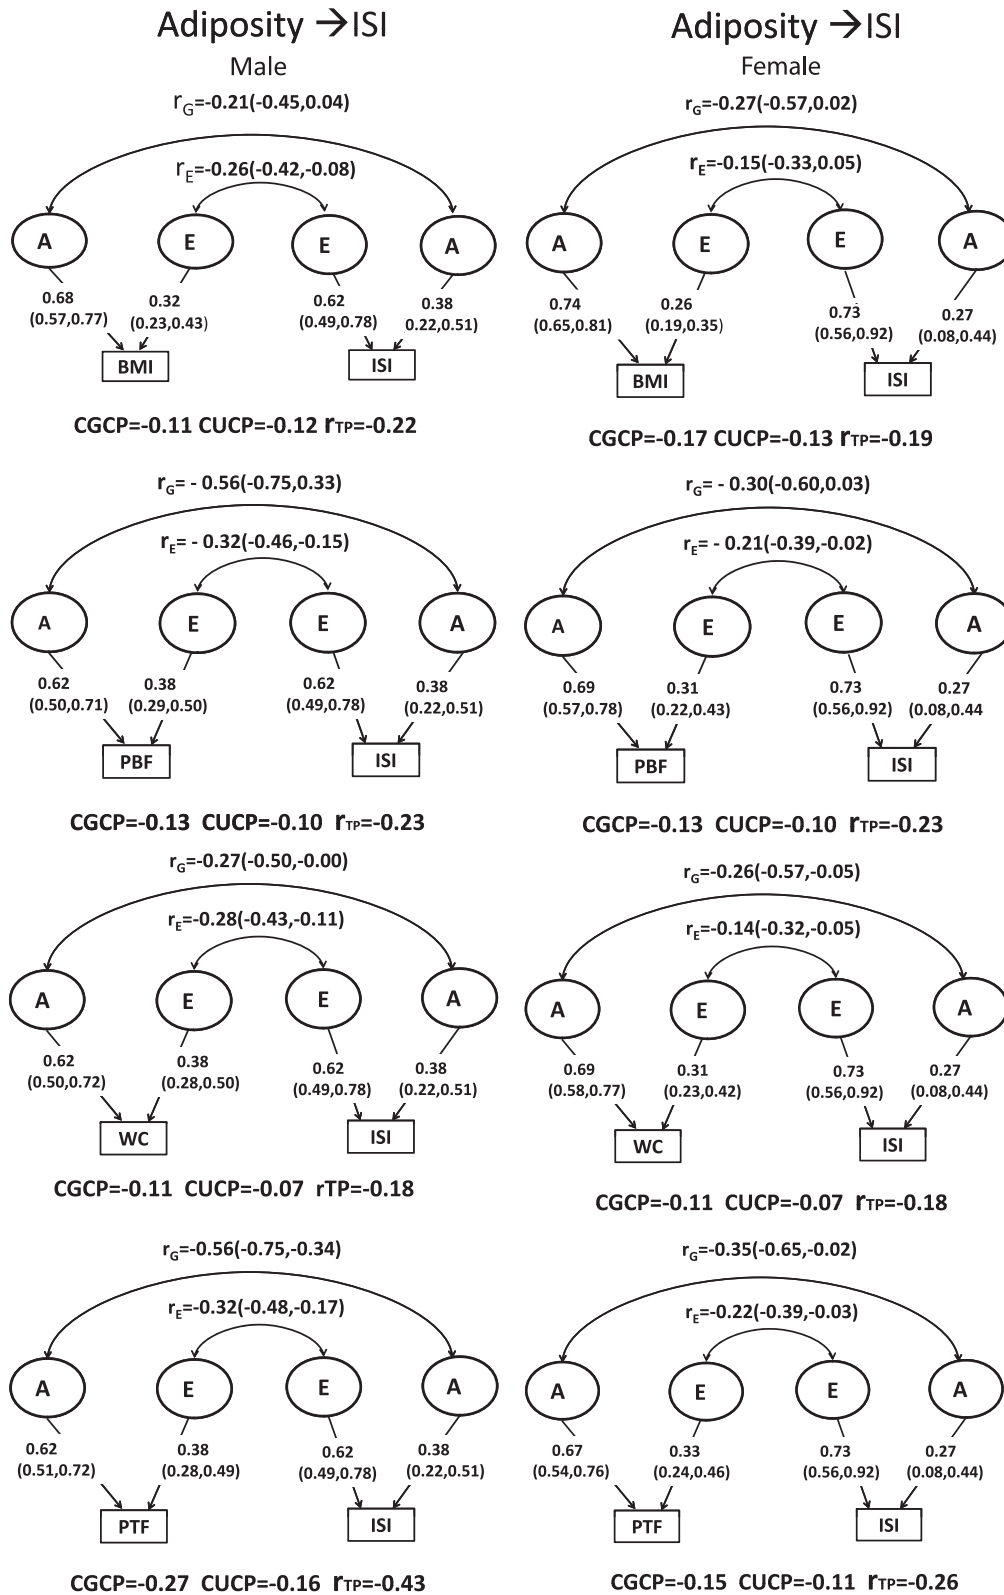 Adiposity →ISI
Male
rG=-0.21(-0.45,0.04)
rE=-0.26(-0.42,-0.08)
A E E A
0.68 0.32 0.62 0.38
(0.57,0.77) (0.23,0.43) (0.49,0.78) 0.22,0.51)
BMI ISI
CGCP=-0.11 CUCP=-0.12 rTP=-0.22
rG= - 0.56(-0.75,0.33)
rE= - 0.32(-0.46,-0.15)
A E E A
0.62 0.38 0.62 0.38
(0.50,0.71) (0.29,0.50) (0.49,0.78) (0.22,0.51)
PBF ISI
CGCP=-0.13 CUCP=-0.10 rTP=-0.23
rG=-0.27(-0.50,-0.00)
rE=-0.28(-0.43,-0.11)
A E E A
0.62 0.38 0.62 0.38
(0.50,0.72) (0.28,0.50) (0.49,0.78) (0.22,0.51)
WC ISI
CGCP=-0.11 CUCP=-0.07 rTP=-0.18
rG=-0.56(-0.75,-0.34)
rE=-0.32(-0.48,-0.17)
A E E A
0.62 0.38 0.62 0.38
(0.51,0.72) (0.28,0.49) (0.49,0.78) (0.22,0.51)
PTF ISI
CGCP=-0.27 CUCP=-0.16 rTP=-0.43
Adiposity →ISI
Female
rG=-0.27(-0.57,0.02)
rE=-0.15(-0.33,0.05)
A E E A
0.74 0.26 0.73 0.27
(0.65,0.81) (0.19,0.35) (0.56,0.92) (0.08,0.44)
BMI ISI
CGCP=-0.17 CUCP=-0.13 rTP=-0.19
rG= - 0.30(-0.60,0.03)
rE= - 0.21(-0.39,-0.02)
A E E A
0.69 0.31 0.73 0.27
(0.57,0.78) (0.22,0.43) (0.56,0.92) (0.08,0.44
PBF ISI
CGCP=-0.13 CUCP=-0.10 rTP=-0.23
rG=-0.26(-0.57,-0.05)
rE=-0.14(-0.32,-0.05)
A E E A
0.69 0.31 0.73 0.27
(0.58,0.77) (0.23,0.42) (0.56,0.92) (0.08,0.44)
WC ISI
CGCP=-0.11 CUCP=-0.07 rTP=-0.18
rG=-0.35(-0.65,-0.02)
rE=-0.22(-0.39,-0.03)
A E E A
0.67 0.33 0.73 0.27
(0.54,0.76) (0.24,0.46) (0.56,0.92) (0.08,0.44)
PTF ISI
CGCP=-0.15 CUCP=-0.11 rTP=-0.26